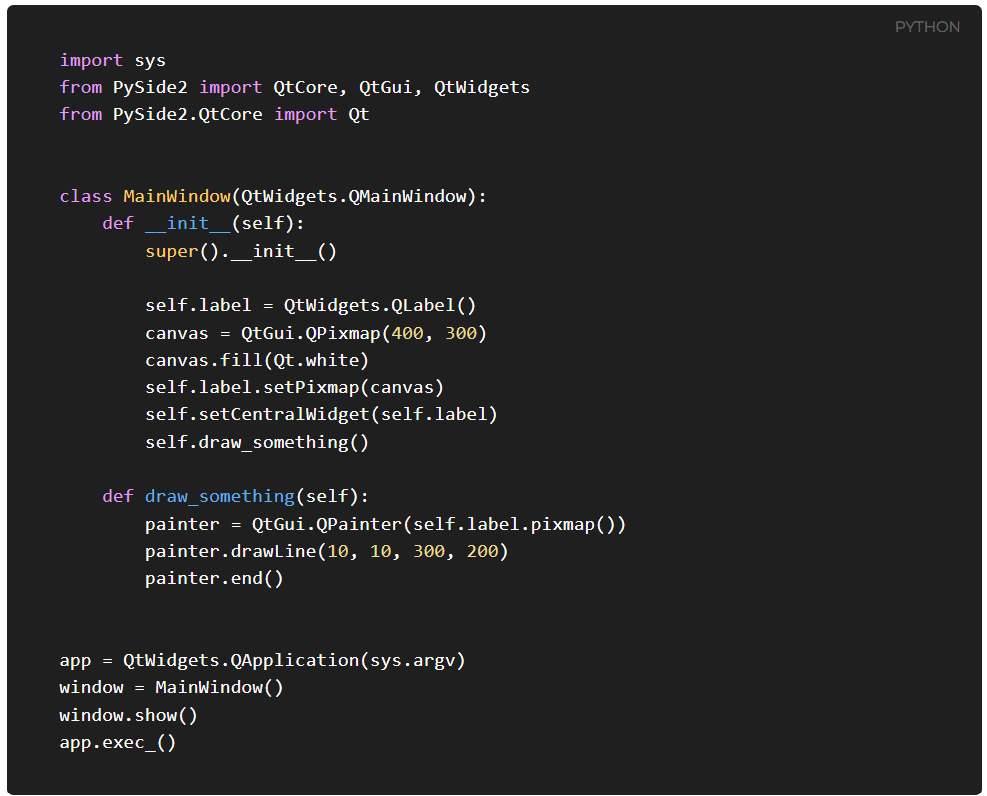 PYTHON
import sys
from PySide2 import QtCore, QtGui, QtWidgets
from PySide2.QtCore import Qt
class MainWindow(QtWidgets.QMainWindow):
    def __init__(self):
        super().__init__()
        self.label = QtWidgets.QLabel()
        canvas = QtGui.QPixmap(400, 300)
        canvas.fill(Qt.white)
        self.label.setPixmap(canvas)
        self.setCentralWidget(self.label)
        self.draw_something()
    def draw_something(self):
        painter = QtGui.QPainter(self.label.pixmap())
        painter.drawLine(10, 10, 300, 200)
        painter.end()
app = QtWidgets.QApplication(sys.argv)
window = MainWindow()
window.show()
app.exec_()